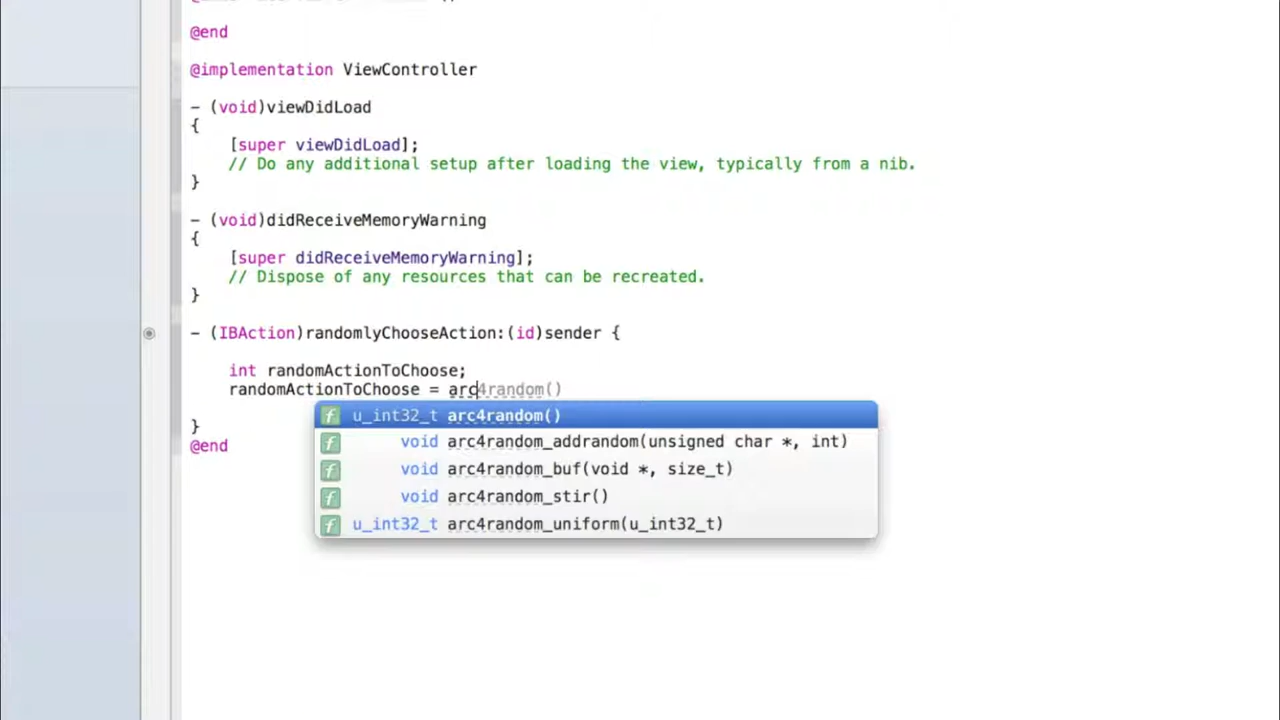 @end
@implementation ViewController
- (void)viewDidLoad
{
[super viewDidLoad];
// Do any additional setup after loading the view, typically from a nib.
}
- (void)didReceiveMemoryWarning
{
[super didReceiveMemoryWarning];
// Dispose of any resources that can be recreated.
}
- (IBAction)randomlyChooseAction:(id)sender {
int randomActionToChoose;
randomActionToChoose = arc4random()
f u_int32_t arc4random()
f void arc4random_addrandom(unsigned char *, int)
f void arc4random_buf(void *, size_t)
f void arc4random_stir()
f u_int32_t arc4random_uniform(u_int32_t)
}
@end